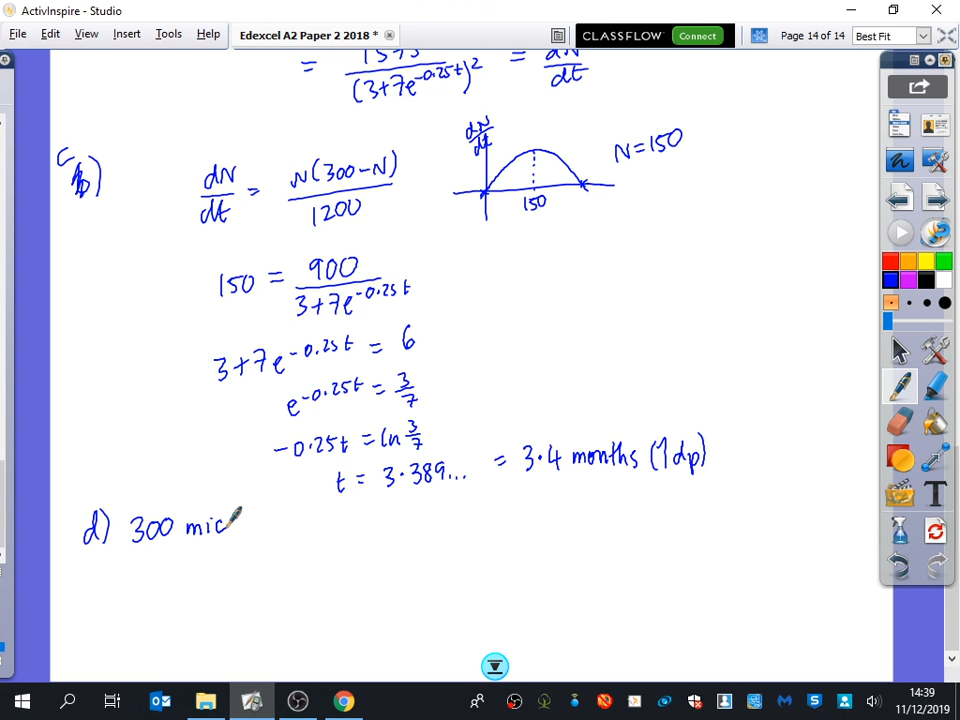 ActivInspire - Studio
File Edit View Insert Tools Help Edexcel A2 Paper 2 2018 * CLASSFLOW Connect Page 14 of 14 Best Fit
= 1575/(3+7e^-0.25t)^2 = dN/dt
c)
dN/dt = N(300-N)/1200
dN/dt
150
N=150
150 = 900/3+7e^-0.25t
3+7e^-0.25t = 6
e^-0.25t = 3/7
-0.25t = ln 3/7
t = 3.389... = 3.4 months (1dp)
d) 300 mic
14:39
11/12/2019